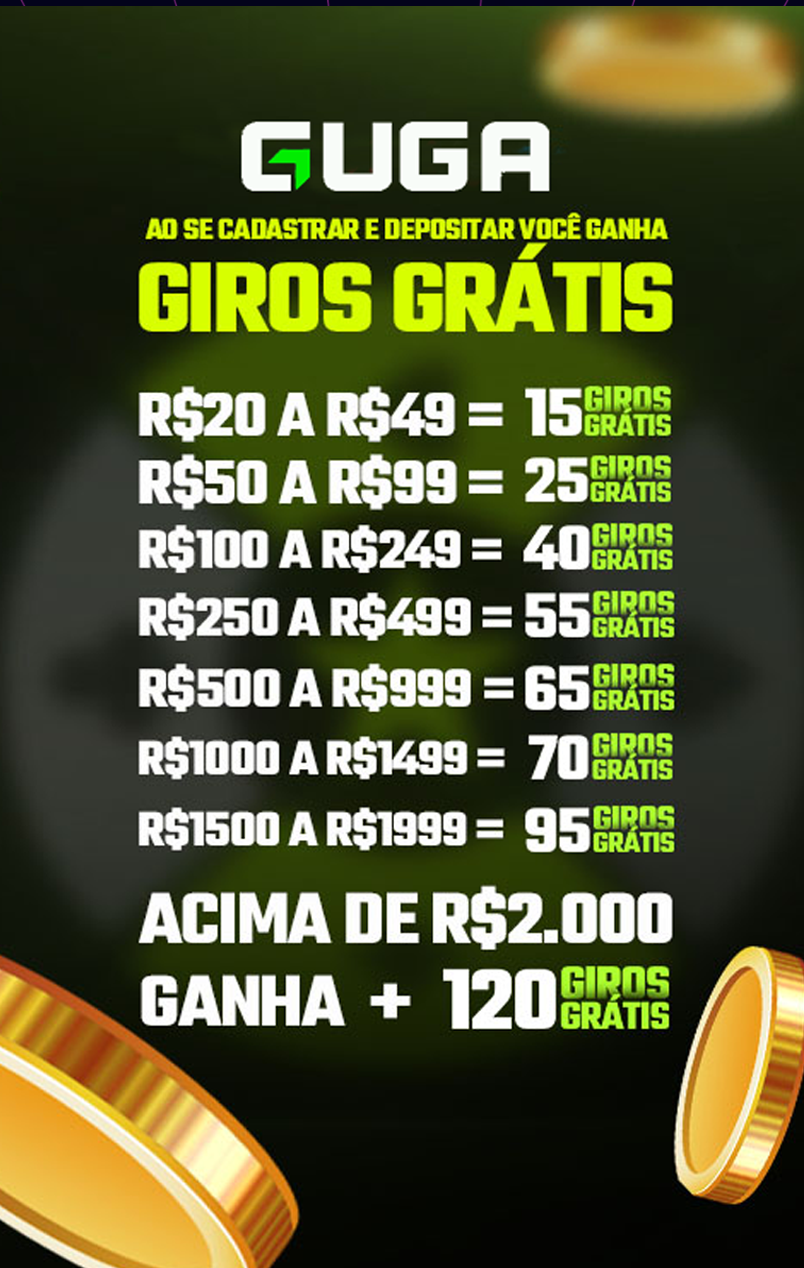 GUGA
AO SE CADASTRAR E DEPOSITAR VOCÊ GANHA
GIROS GRÁTIS
R$20 A R$49 = 15 GIROS GRÁTIS
R$50 A R$99 = 25 GIROS GRÁTIS
R$100 A R$249 = 40 GIROS GRÁTIS
R$250 A R$499 = 55 GIROS GRÁTIS
R$500 A R$999 = 65 GIROS GRÁTIS
R$1000 A R$1499 = 70 GIROS GRÁTIS
R$1500 A R$1999 = 95 GIROS GRÁTIS
ACIMA DE R$2.000
GANHA + 120 GIROS GRÁTIS